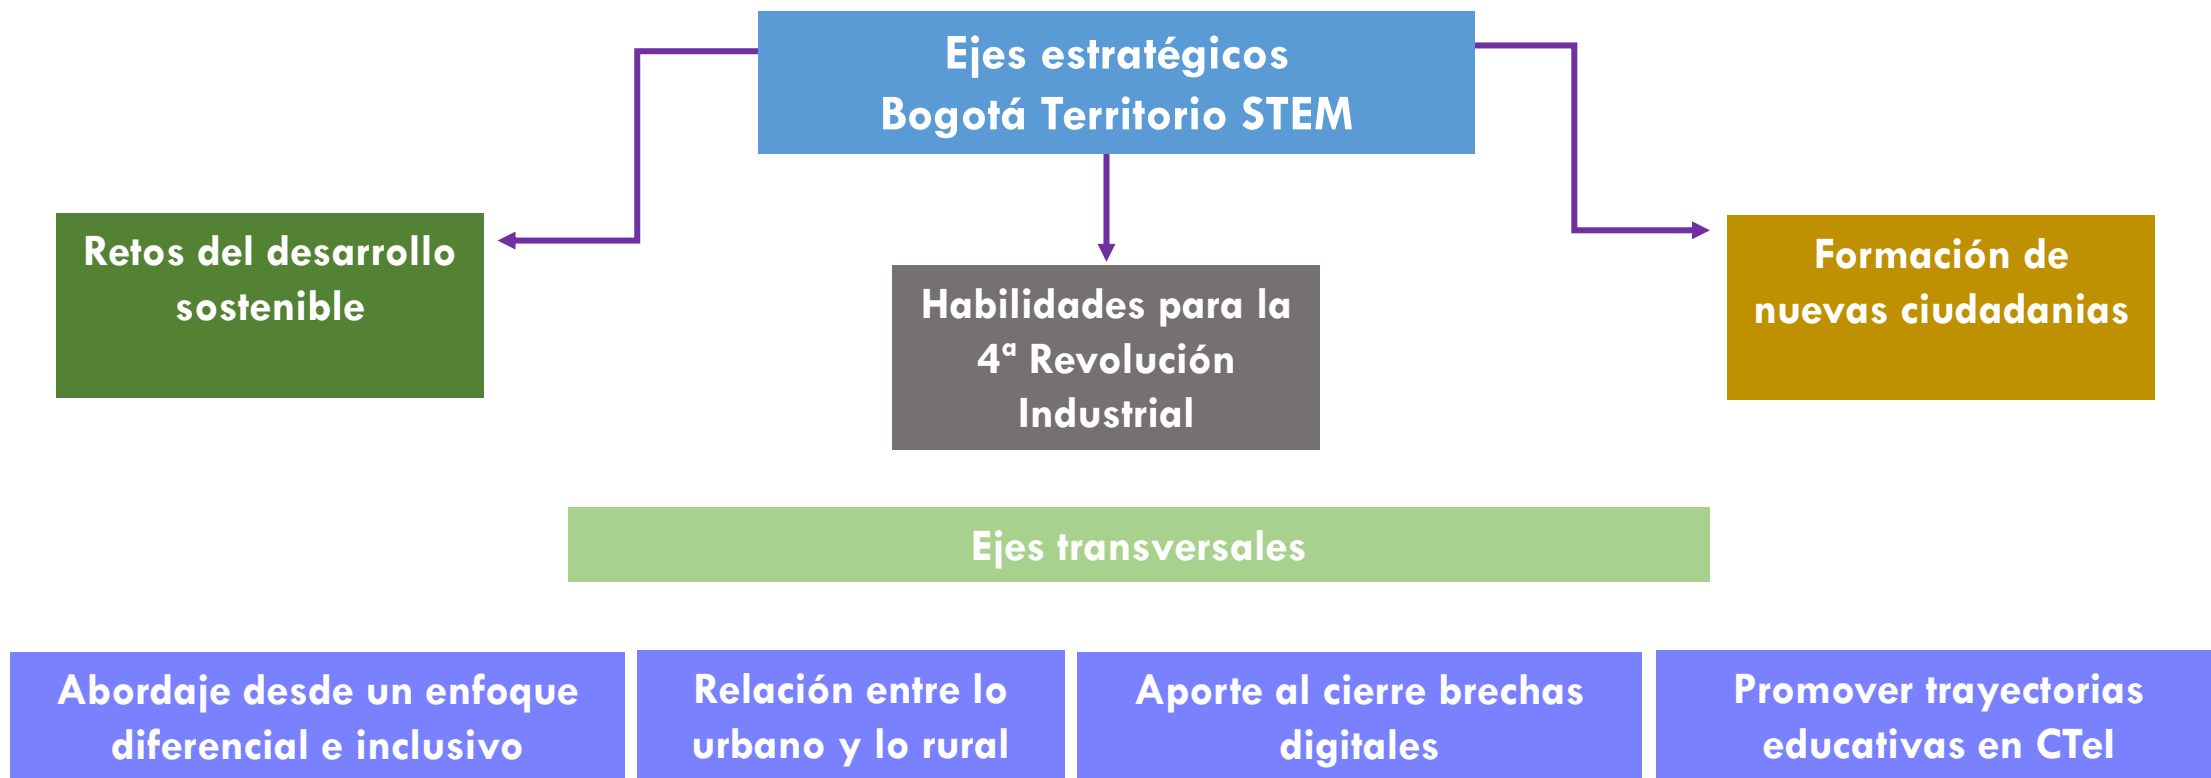 Ejes estratégicos
Bogotá Territorio STEM
Retos del desarrollo
sostenible
Habilidades para la
4ª Revolución
Industrial
Formación de
nuevas ciudadanias
Ejes transversales
Abordaje desde un enfoque
diferencial e inclusivo
Relación entre lo
urbano y lo rural
Aporte al cierre brechas
digitales
Promover trayectorias
educativas en CTeI